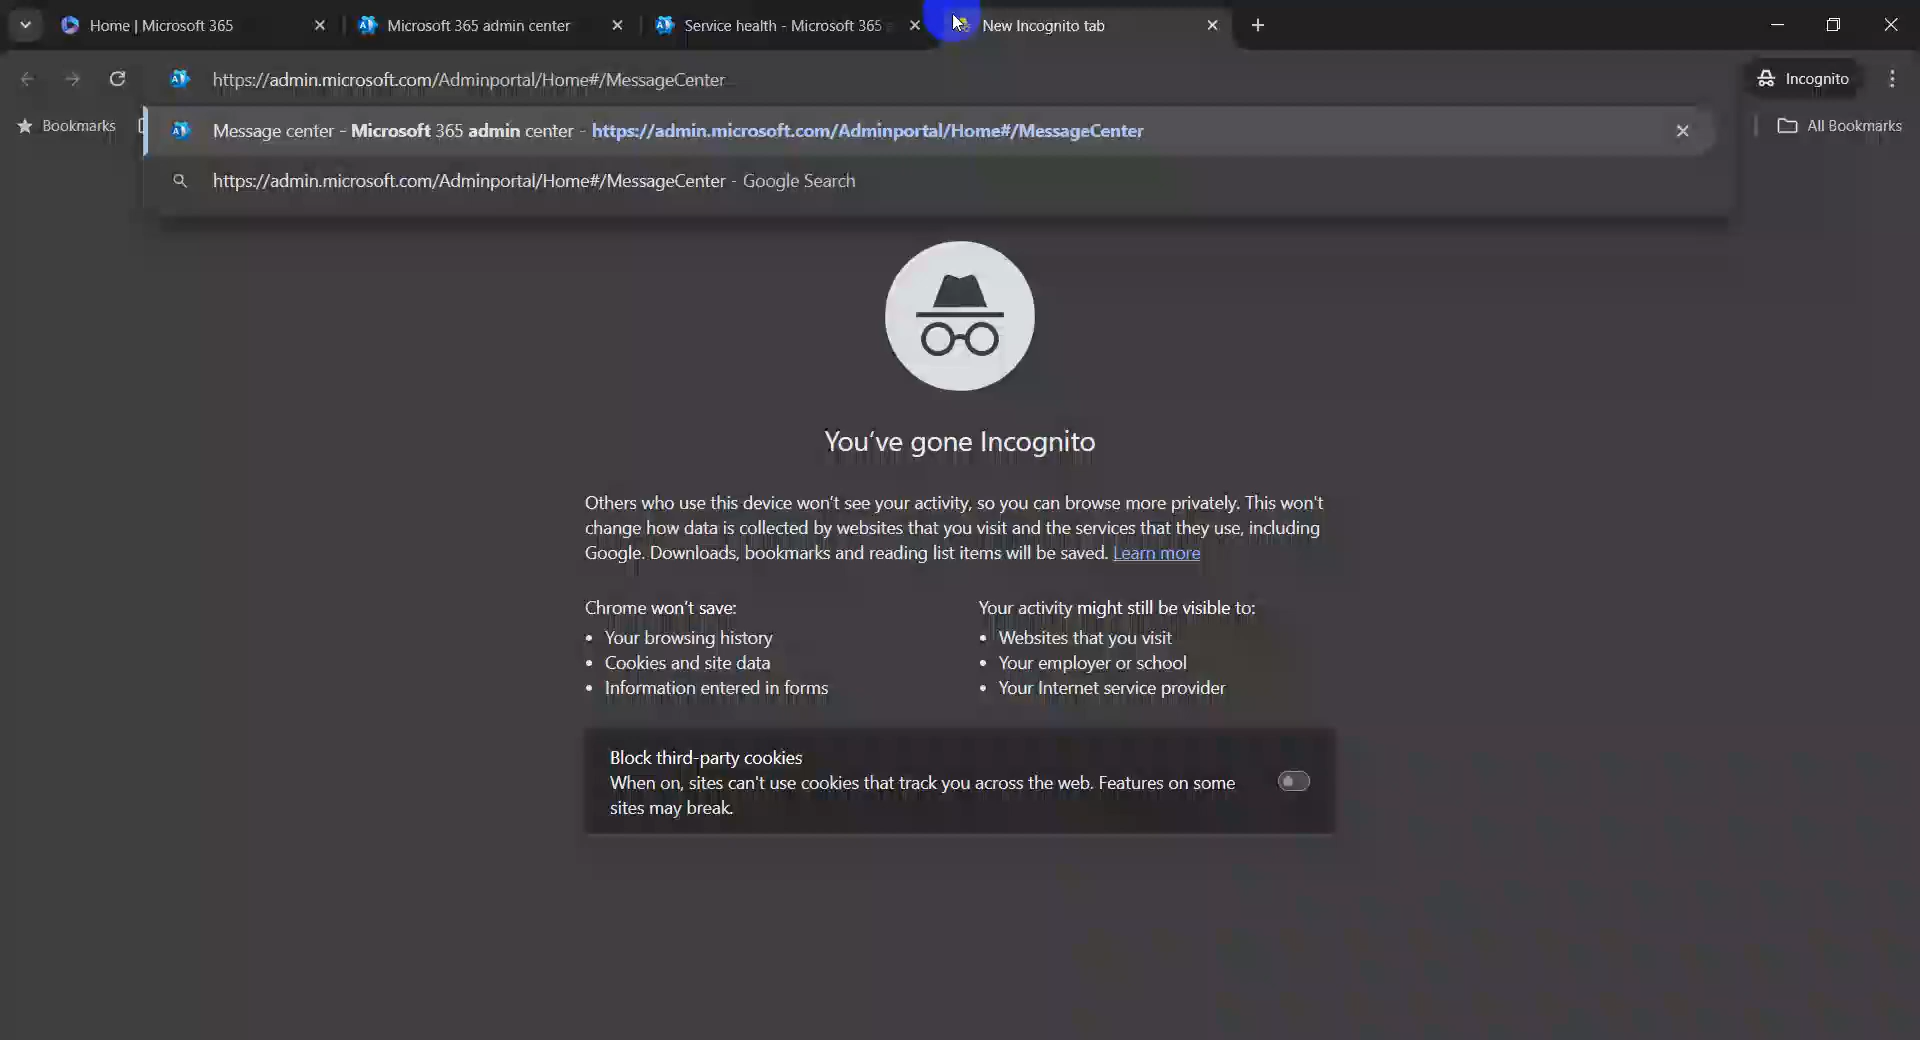 Home | Microsoft 365
Microsoft 365 admin center
Service health - Microsoft 365
New Incognito tab
https://admin.microsoft.com/Adminportal/Home#/MessageCenter
Incognito
Bookmarks
Message center - Microsoft 365 admin center - https://admin.microsoft.com/Adminportal/Home#/MessageCenter
All Bookmarks
https://admin.microsoft.com/Adminportal/Home#/MessageCenter - Google Search
You've gone Incognito
Others who use this device won't see your activity, so you can browse more privately. This won't
change how data is collected by websites that you visit and the services that they use, including
Google. Downloads, bookmarks and reading list items will be saved. Learn more
Chrome won't save:
• Your browsing history
• Cookies and site data
• Information entered in forms
Your activity might still be visible to:
• Websites that you visit
• Your employer or school
• Your Internet service provider
Block third-party cookies
When on, sites can't use cookies that track you across the web. Features on some
sites may break.